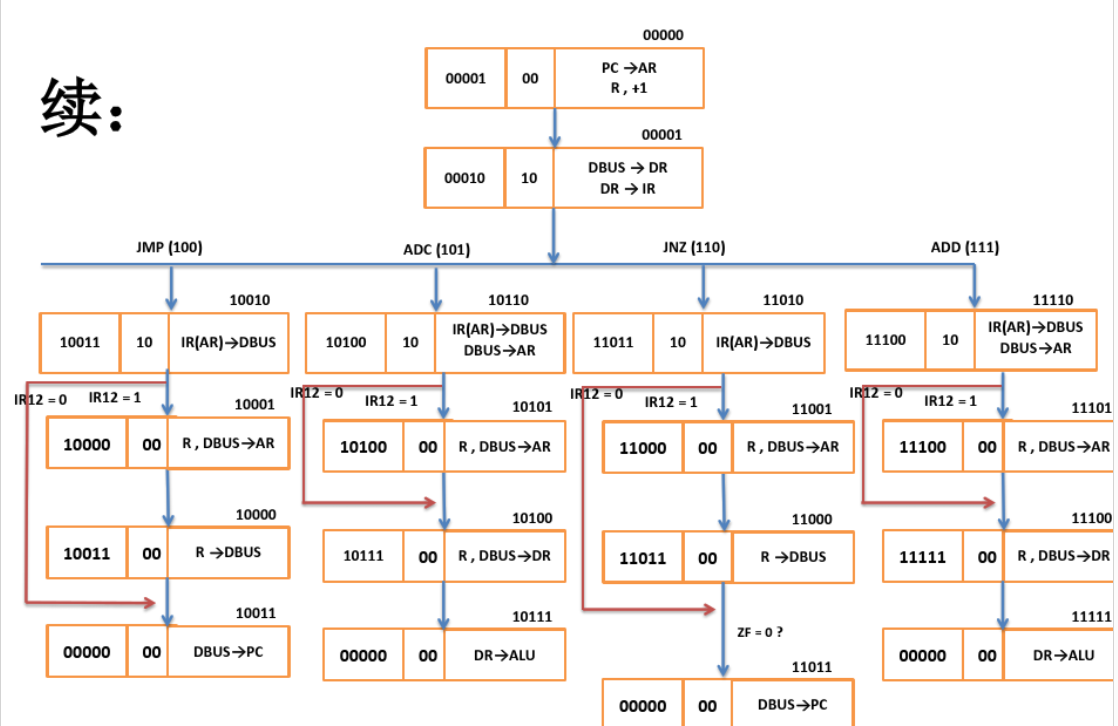 续：
00000
00001 00 PC→AR
R , +1
00001
00010 10 DBUS → DR
DR → IR
JMP (100) ADC (101) JNZ (110) ADD (111)
10010 10110 11010 11110
10011 10 IR(AR)→DBUS
10100 10 IR(AR)→DBUS
DBUS→AR
11011 10 IR(AR)→DBUS
11100 10 IR(AR)→DBUS
DBUS→AR
IR12 = 0 IR12 = 1 IR12 = 0 IR12 = 1 IR12 = 0 IR12 = 1 IR12 = 0 IR12 = 1
10001 10101 11001 11101
10000 00 R , DBUS→AR
10100 00 R , DBUS→AR
11000 00 R , DBUS→AR
11100 00 R , DBUS→AR
10000 10100 11000 11100
10011 00 R →DBUS
10111 00 R , DBUS→DR
11011 00 R →DBUS
11111 00 R , DBUS→DR
10011 10111 11111
00000 00 DBUS→PC
00000 00 DR→ALU
ZF = 0 ?
00000 00 DR→ALU
11011
00000 00 DBUS→PC